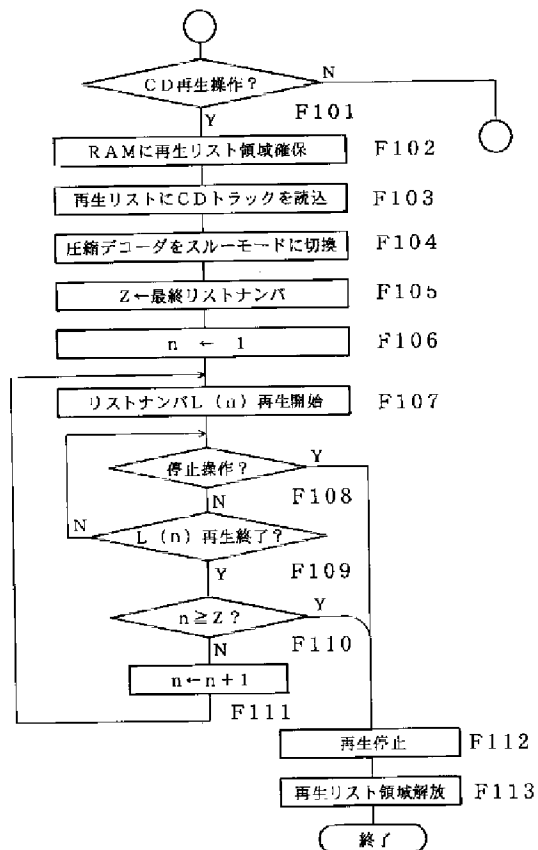 CD再生操作？
N
Y
F101
RAMに再生リスト領域確保
F102
再生リストにCDトラックを読込
F103
圧縮デコーダをスルーモードに切換
F104
Z←最終リストナンバ
F105
n ← 1
F106
リストナンバL（n）再生開始
F107
停止操作？
Y
F108
N
N
L（n）再生終了？
F109
Y
n≧Z？
Y
F110
N
n←n＋1
F111
再生停止
F112
再生リスト領域解放
F113
終了